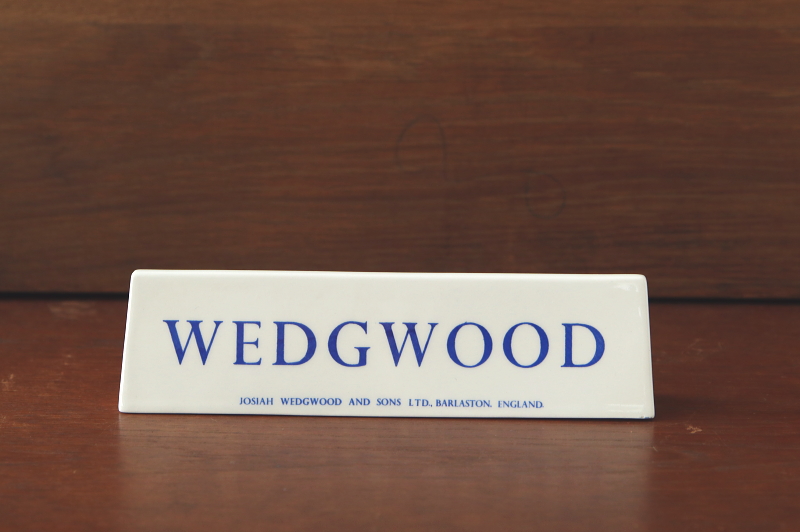 WEDGWOOD
JOSIAH WEDGWOOD AND SONS LTD., BARLASTON. ENGLAND.